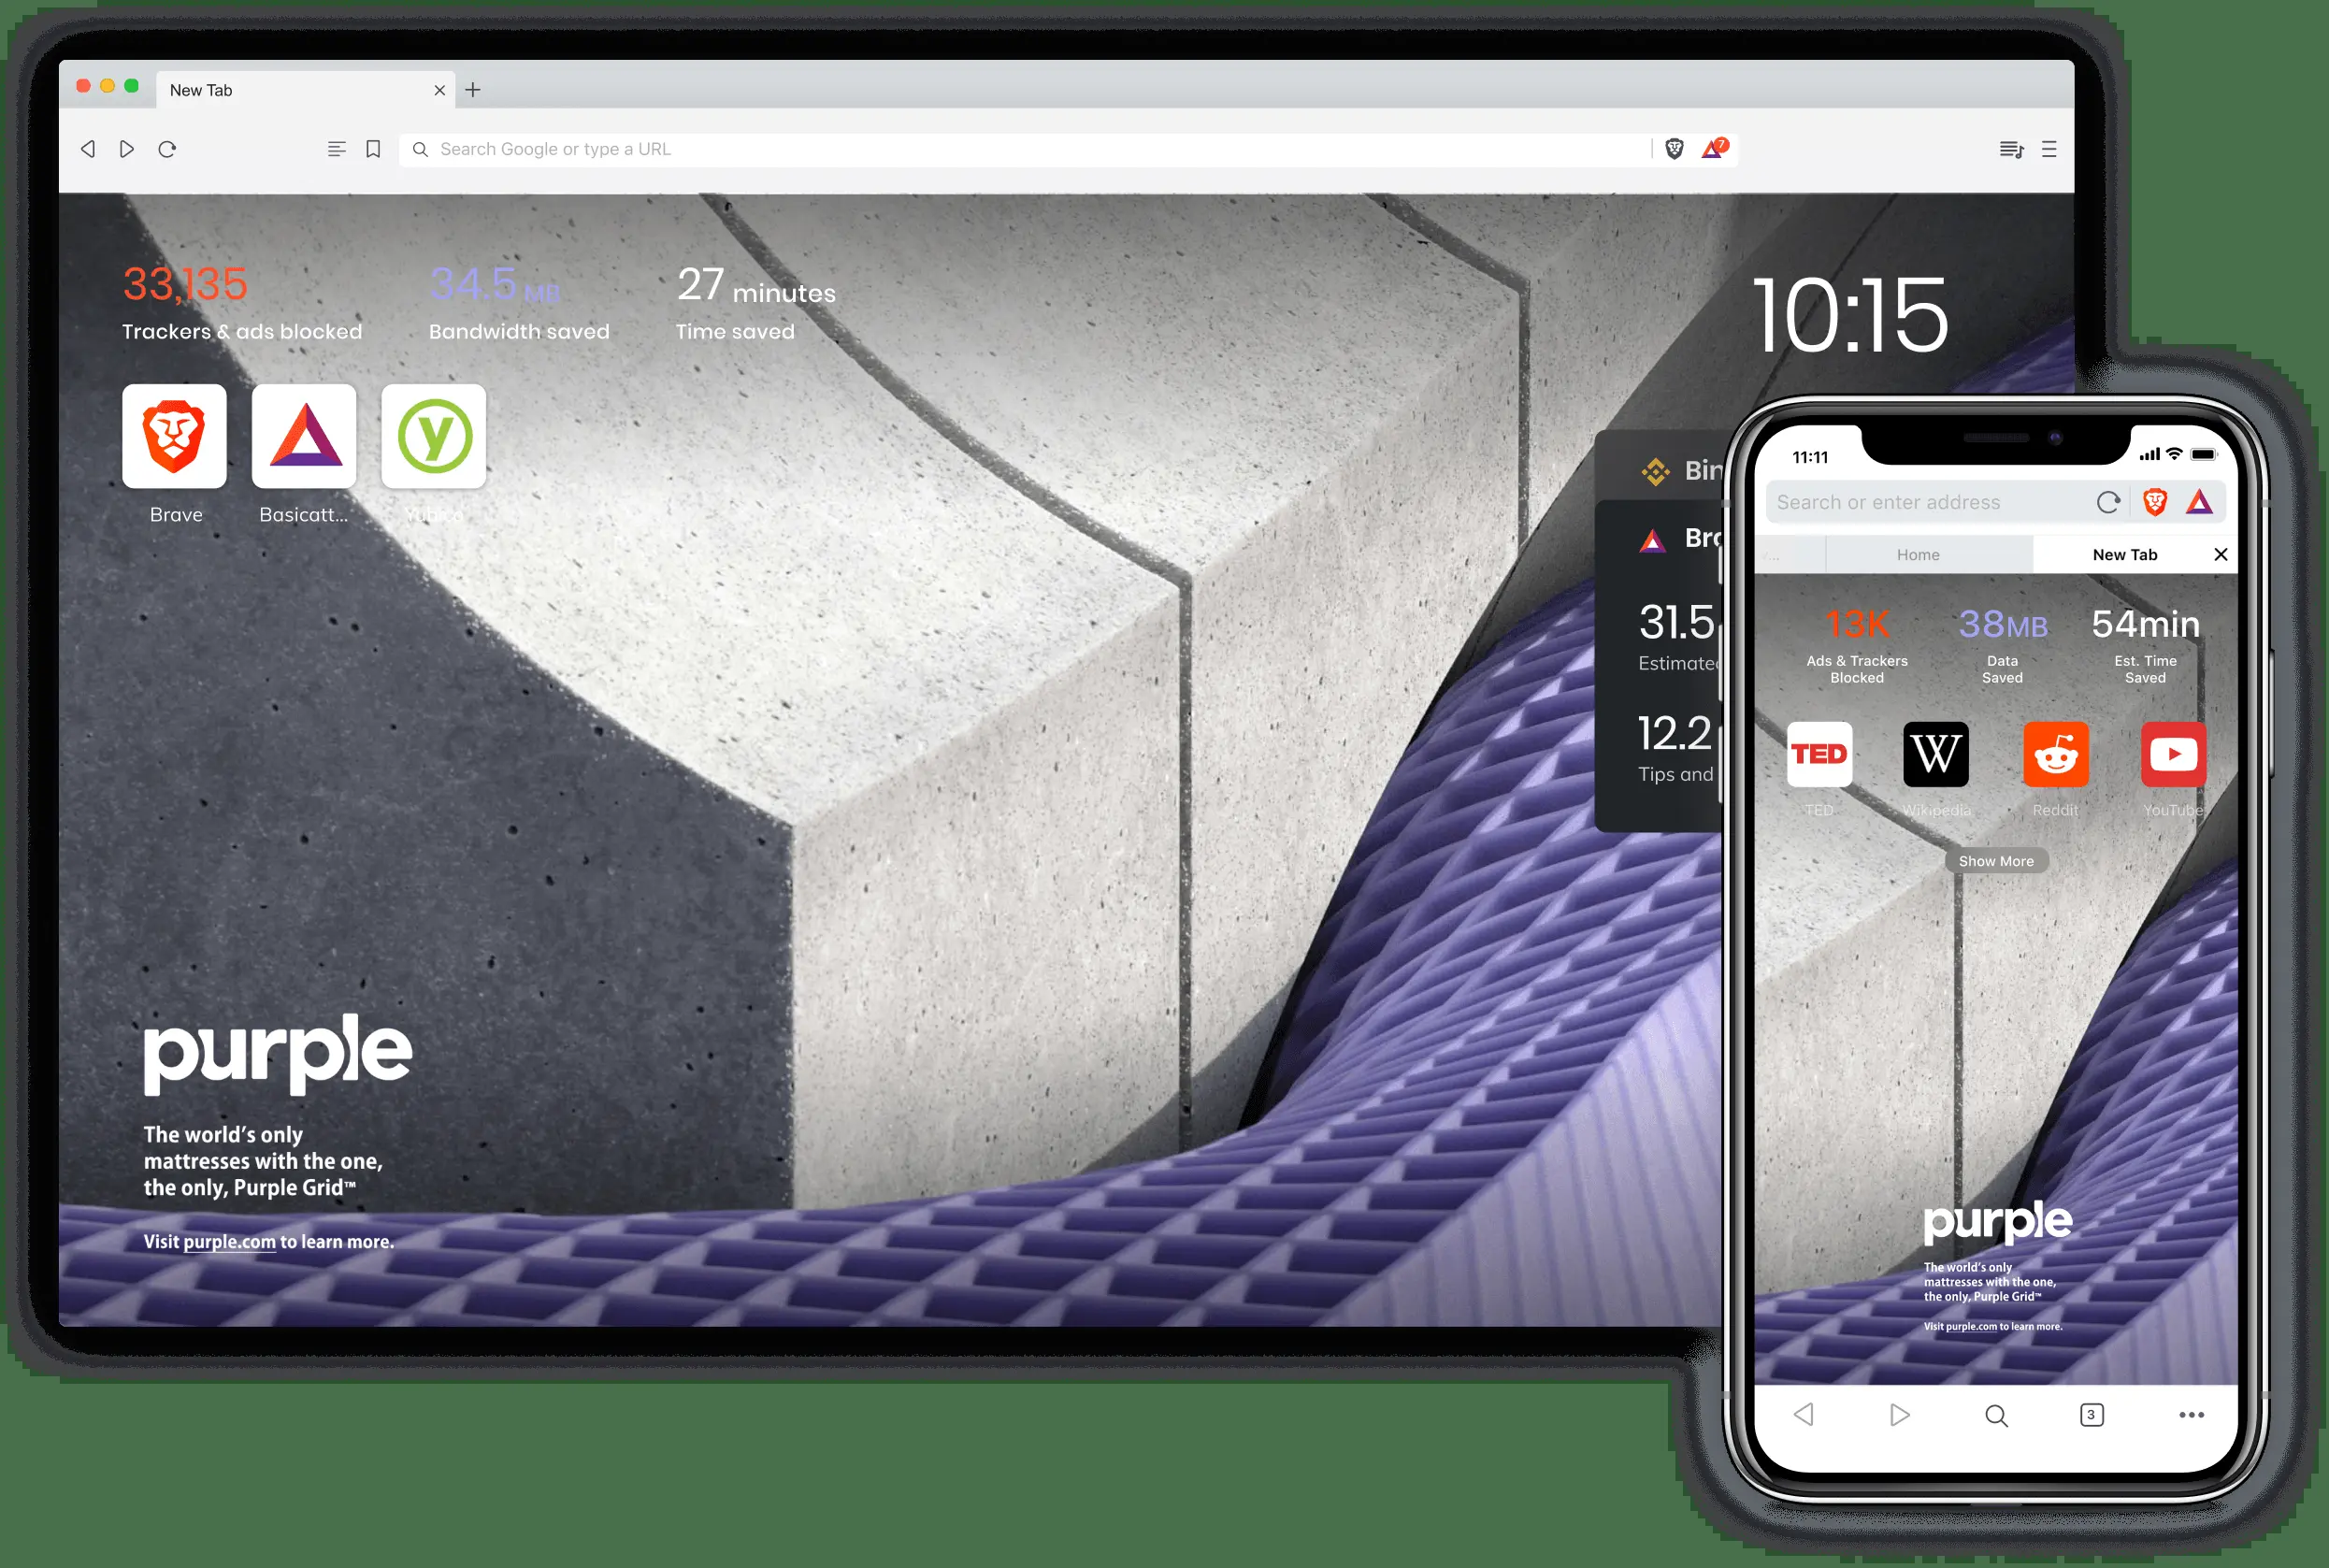 New Tab
Search Google or type a URL
7
33,135
34.5 MB
27 minutes
Trackers & ads blocked
Bandwidth saved
Time saved
10:15
Brave
Basicatt...
Yubico
Bin
31.5
Estimated
12.2
Tips and
purple
The world's only
mattresses with the one,
the only, Purple Grid™
Visit purple.com to learn more.
11:11
Search or enter address
Home
New Tab
13K
38MB
54min
Ads & Trackers
Blocked
Data
Saved
Est. Time
Saved
TED
W
TED
Wikipedia
Reddit
YouTube
Show More
purple
The world's only
mattresses with the one,
the only, Purple Grid™
Visit purple.com to learn more.
3